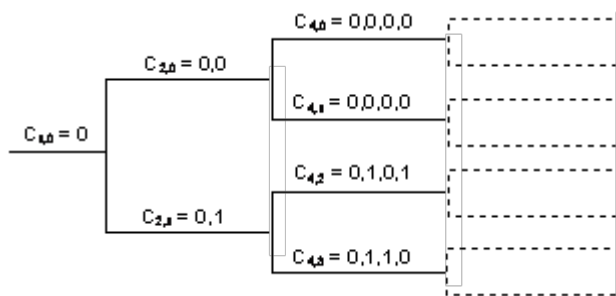 C4,0 = 0,0,0,0
C2,0 = 0,0
C4,1 = 0,0,0,0
C1,0 = 0
C4,2 = 0,1,0,1
C2,1 = 0,1
C4,3 = 0,1,1,0